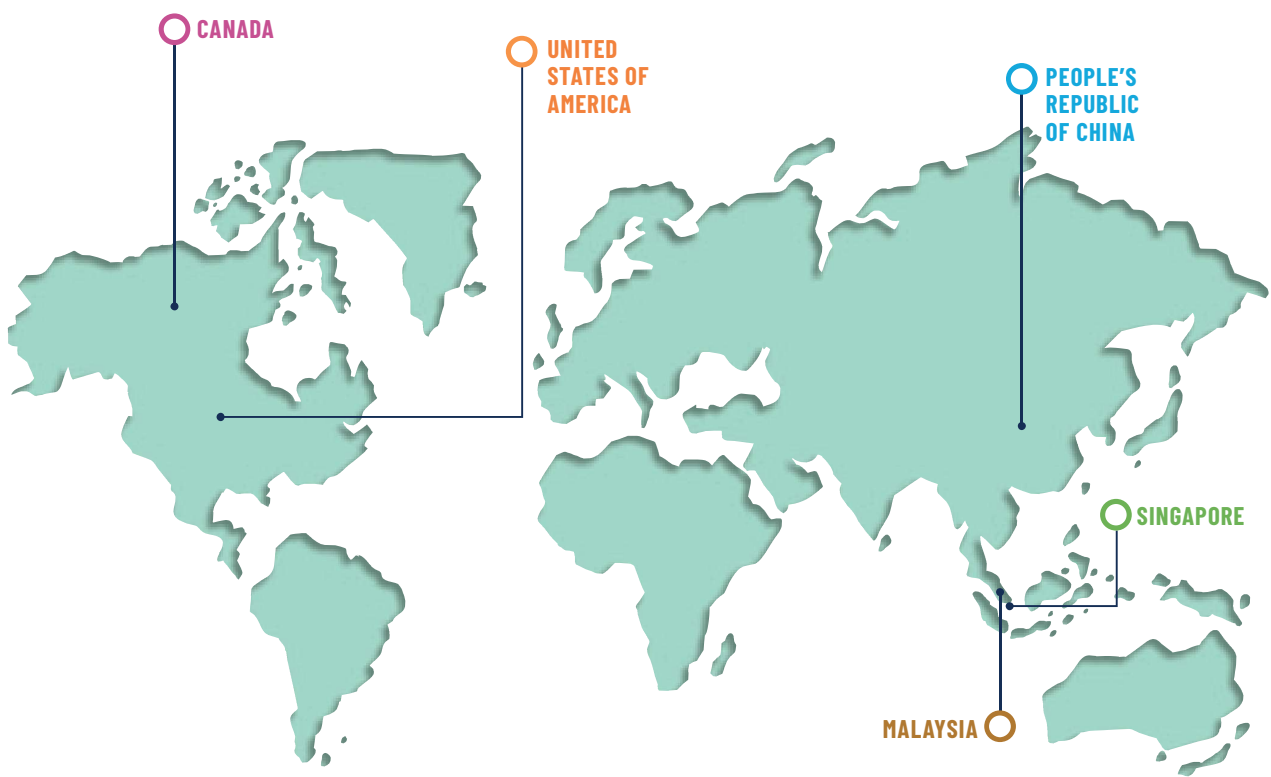 CANADA
UNITED
STATES OF
AMERICA
PEOPLE'S
REPUBLIC
OF CHINA
SINGAPORE
MALAYSIA